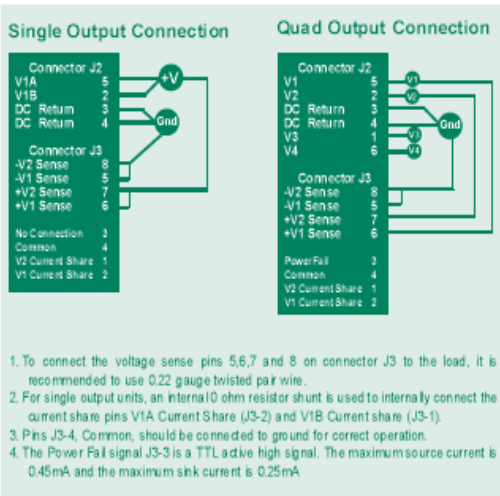 Single Output Connection
Connector J2
V1A 5
V1B 2
DC Return 3
DC Return 4
Connector J3
-V2 Sense 8
-V1 Sense 5
+V2 Sense 7
+V1 Sense 6
No Connection 3
Common 4
V2 Current Share 1
V1 Current Share 2
+V
Gnd
Quad Output Connection
Connector J2
V1 5
V2 2
DC Return 3
DC Return 4
V3 1
V4 6
Connector J3
-V2 Sense 8
-V1 Sense 5
+V2 Sense 7
+V1 Sense 6
PowerFail 3
Common 4
V2 Current Share 1
V1 Current Share 2
V1
V2
Gnd
V3
V4
1. To connect the voltage sense pins 5,6,7 and 8 on connector J3 to the load, it is
recommended to use 0.22 gauge twisted pair wire.
2. For single output units, an internal 0 ohm resistor shunt is used to internally connect the
current share pins V1A Current Share (J3-2) and V1B Current share (J3-1).
3. Pins J3-4, Common, should be connected to ground for correct operation.
4. The Power Fail signal J3-3 is a TTL active high signal. The maximum source current is
0.45mA and the maximum sink current is 0.25mA